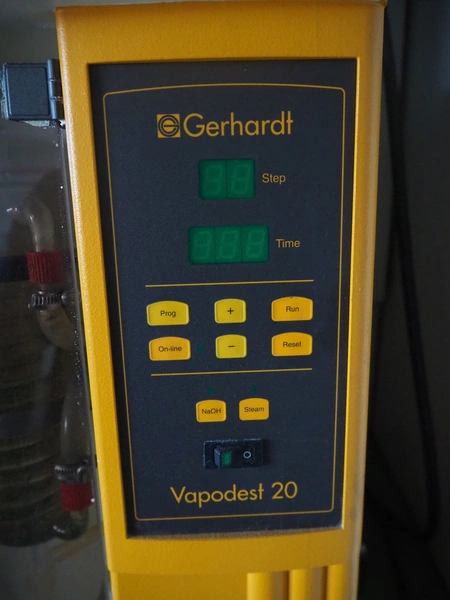 Gerhardt
Step
Time
Prog + Run
On-line − Reset
NaOH Steam
Vapodest 20